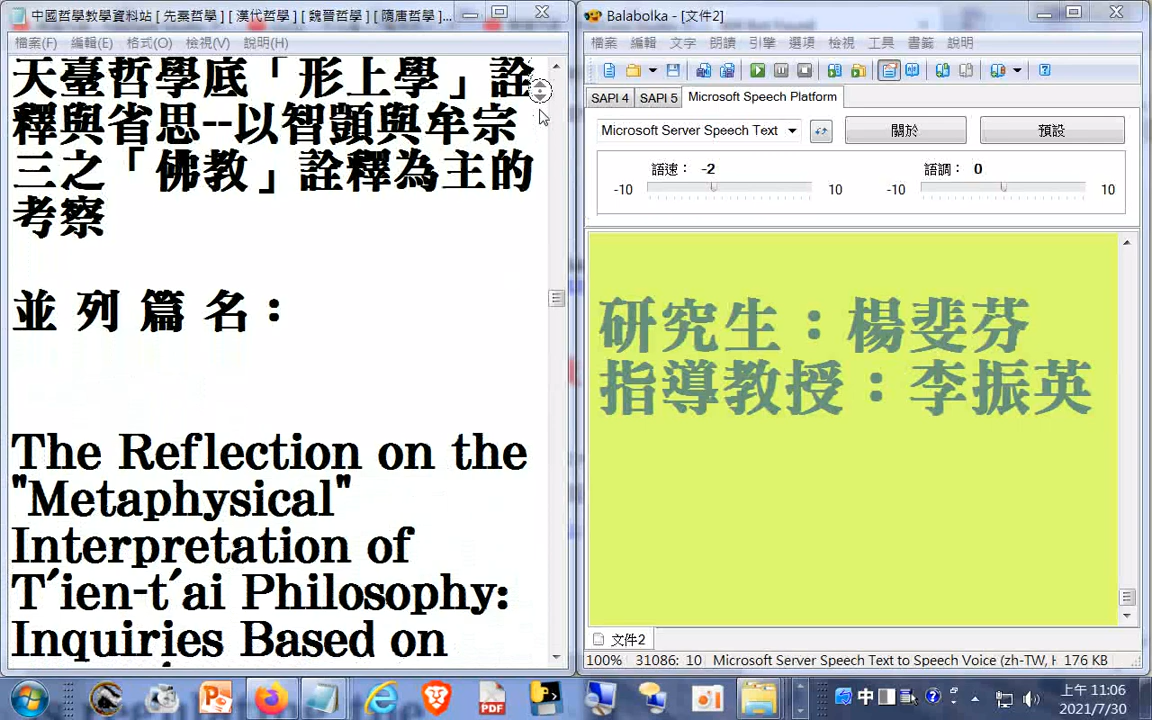 中國哲學教學資料站 [ 先秦哲學 ] [ 漢代哲學 ] [ 魏晉哲學 ] [ 隋唐哲學 ]...
檔案(F) 編輯(E) 格式(O) 檢視(V) 說明(H)
天臺哲學底「形上學」詮
釋與省思--以智顗與牟宗
三之「佛教」詮釋為主的
考察
並 列 篇 名：
The Reflection on the
"Metaphysical"
Interpretation of
T´ien-t´ai Philosophy:
Inquiries Based on
Balabolka - [文件2]
檔案 編輯 文字 朗讀 引擎 選項 檢視 工具 書籤 說明
SAPI 4 SAPI 5 Microsoft Speech Platform
Microsoft Server Speech Text 關於 預設
語速： -2 語調： 0
-10 10 -10 10
研究生：楊斐芬
指導教授：李振英
文件2
100% 31086: 10 Microsoft Server Speech Text to Speech Voice (zh-TW, H 176 KB
中 上午 11:06
2021/7/30